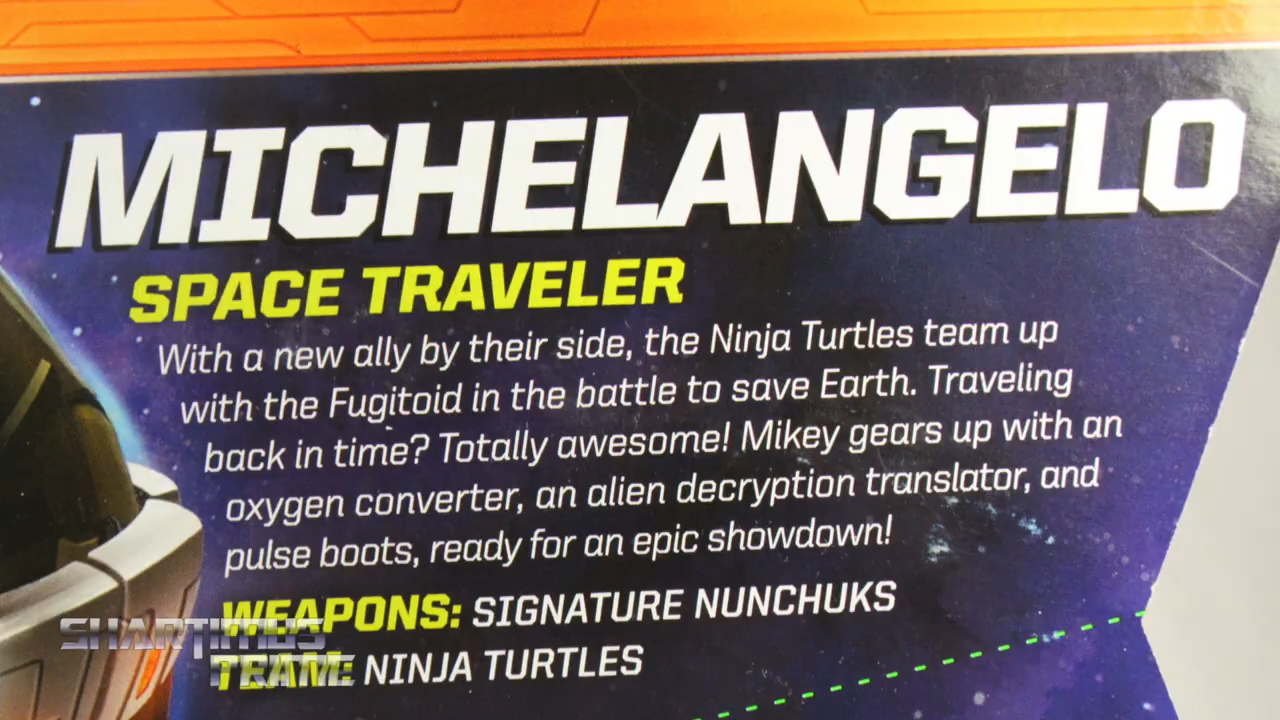 MICHELANGELO
SPACE TRAVELER
With a new ally by their side, the Ninja Turtles team up
with the Fugitoid in the battle to save Earth. Traveling
back in time? Totally awesome! Mikey gears up with an
oxygen converter, an alien decryption translator, and
pulse boots, ready for an epic showdown!
WEAPONS: SIGNATURE NUNCHUKS
TEAM: NINJA TURTLES
SHARTIMUS
PRIME